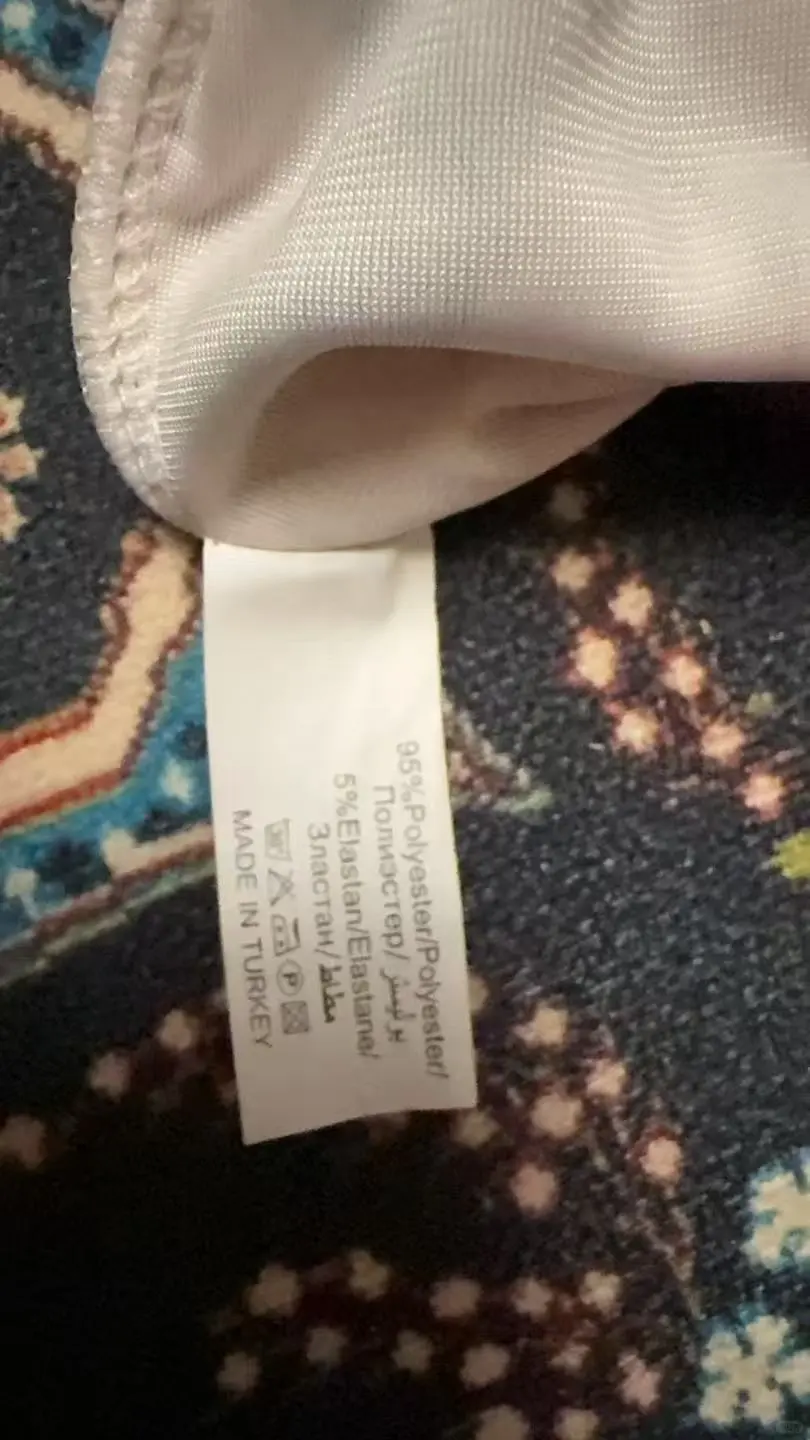 95%Polyester/Polyester/
Полиэстер/ بوليستر
5%Elastan/Elastane/
Эластан/ مطاط
P
MADE IN TURKEY